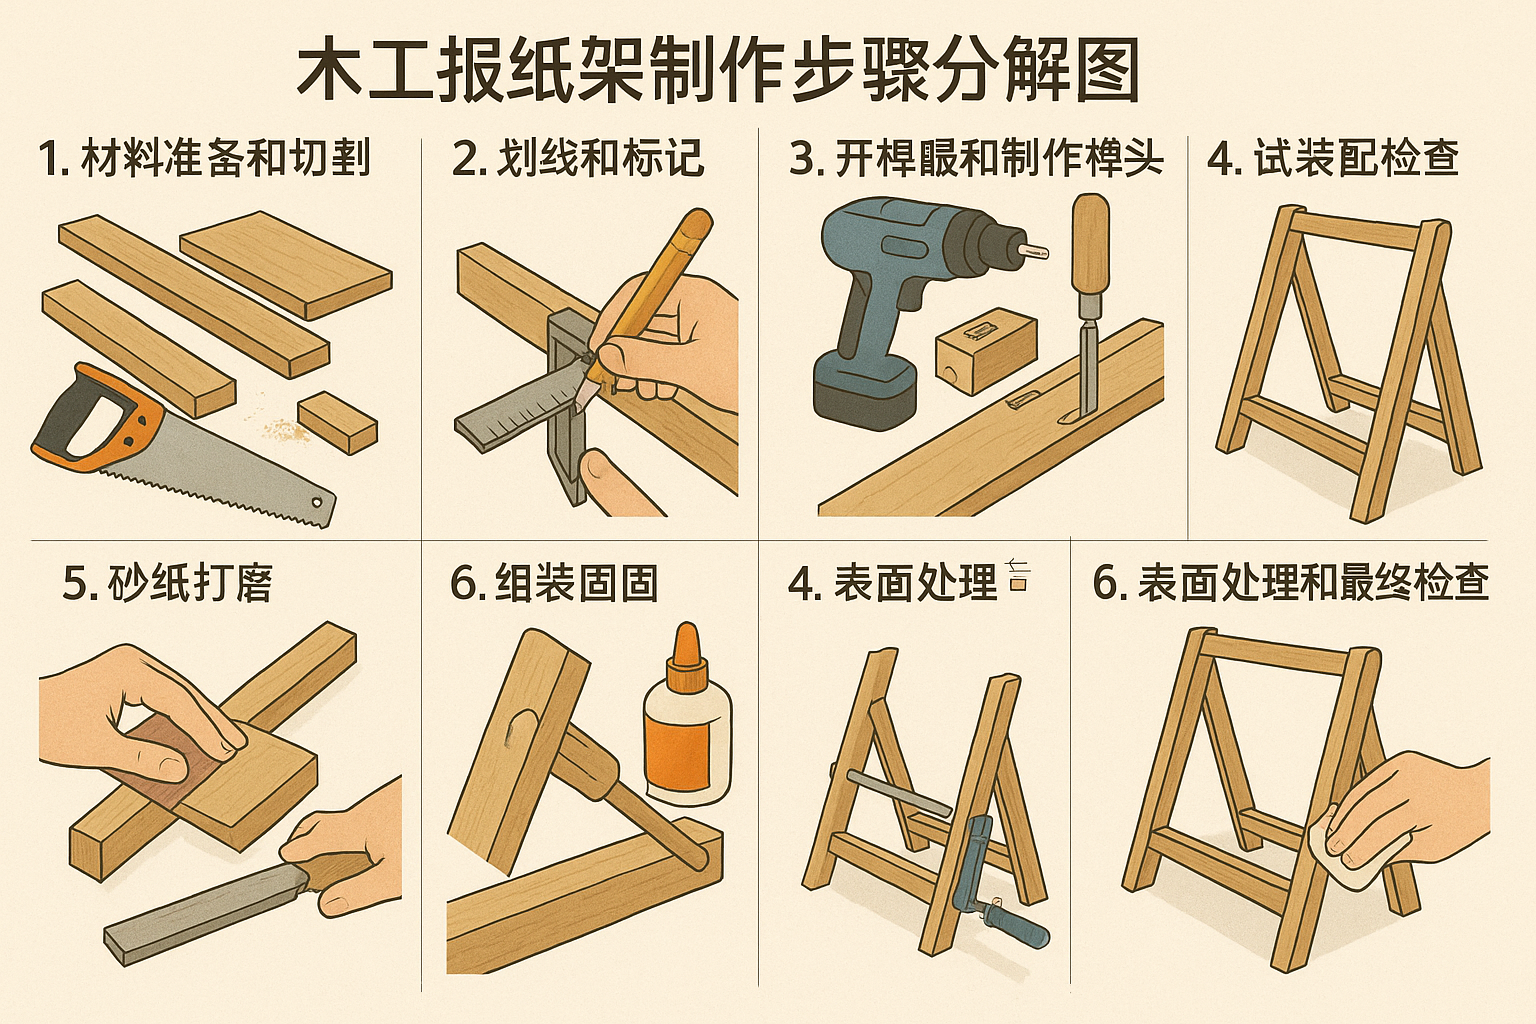 木工报纸架制作步骤分解图
1. 材料准备和切割
2. 划线和标记
3. 开榫眼和制作榫头
4. 试装配检查
5. 砂纸打磨
6. 组装固固
4. 表面处理
6. 表面处理和最终检查